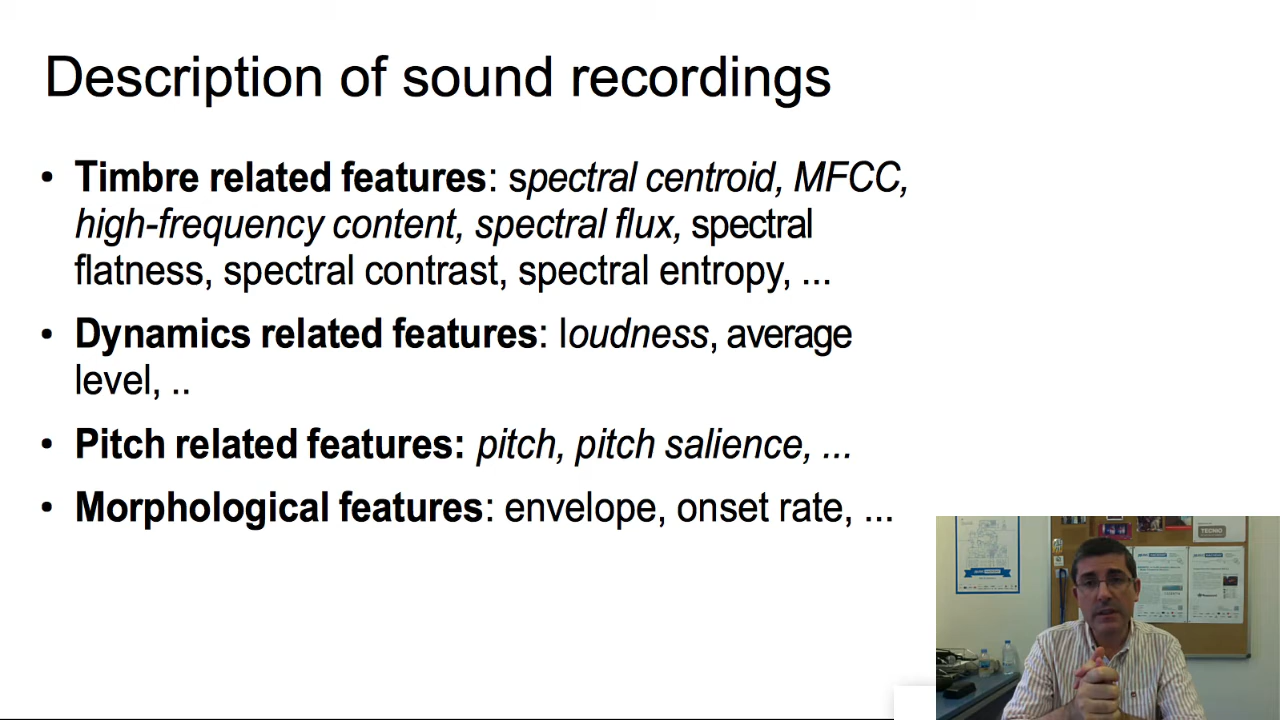 Description of sound recordings
• Timbre related features: spectral centroid, MFCC,
high-frequency content, spectral flux, spectral
flatness, spectral contrast, spectral entropy, ...
• Dynamics related features: loudness, average
level, ..
• Pitch related features: pitch, pitch salience, ...
• Morphological features: envelope, onset rate, ...
TECNIO